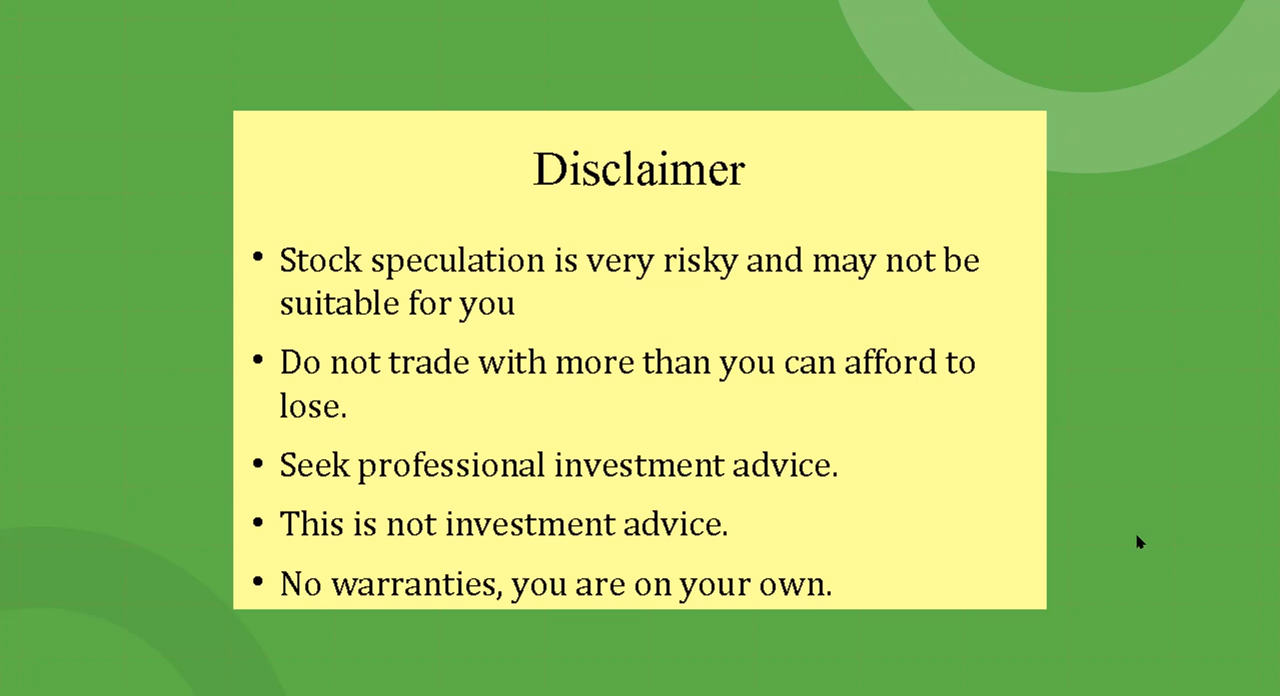 Disclaimer
• Stock speculation is very risky and may not be
suitable for you
• Do not trade with more than you can afford to
lose.
• Seek professional investment advice.
• This is not investment advice.
• No warranties, you are on your own.